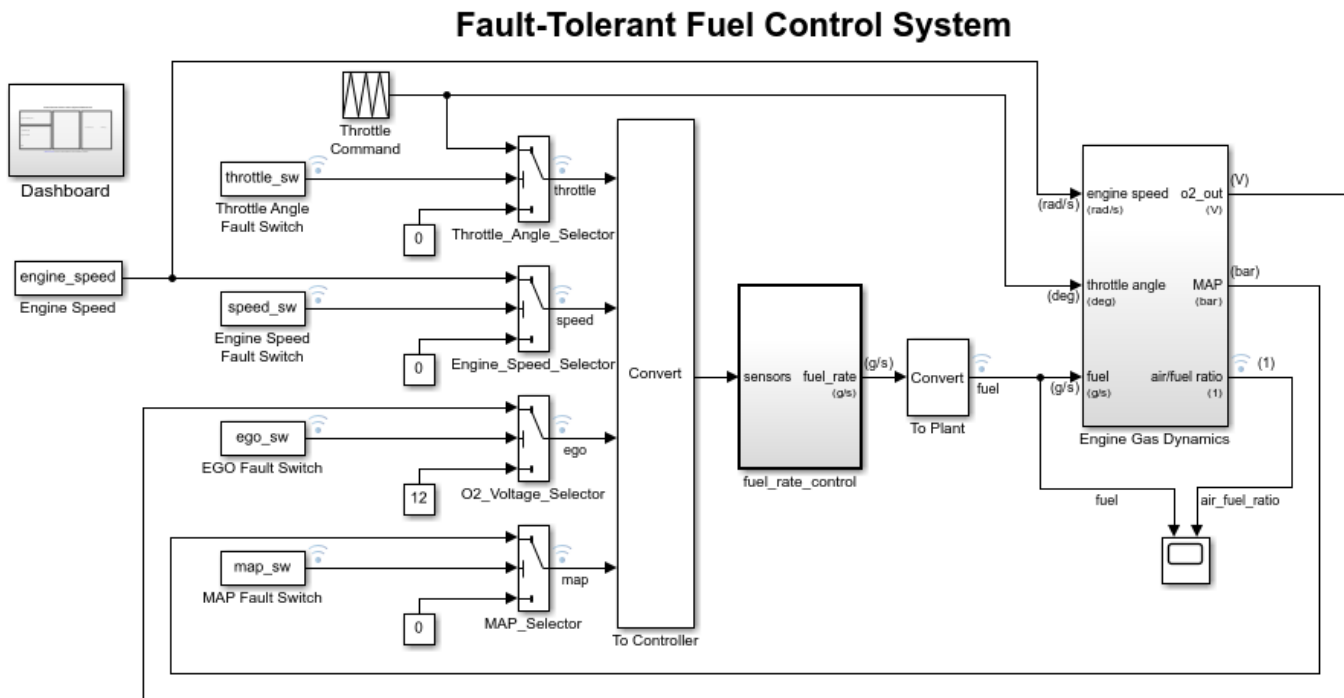 Fault-Tolerant Fuel Control System
Dashboard
Throttle
Command
throttle_sw
Throttle Angle
Fault Switch
0
throttle
Throttle_Angle_Selector
engine_speed
Engine Speed
speed_sw
Engine Speed
Fault Switch
0
speed
Engine_Speed_Selector
ego_sw
EGO Fault Switch
12
ego
O2_Voltage_Selector
map_sw
MAP Fault Switch
0
map
MAP_Selector
Convert
To Controller
sensors
fuel_rate
(g/s)
fuel_rate_control
(g/s)
Convert
To Plant
fuel
(rad/s)
engine speed
(rad/s)
o2_out
(V)
(V)
(deg)
throttle angle
(deg)
MAP
(bar)
(bar)
(g/s)
fuel
(g/s)
air/fuel ratio
(1)
(1)
Engine Gas Dynamics
fuel
air_fuel_ratio